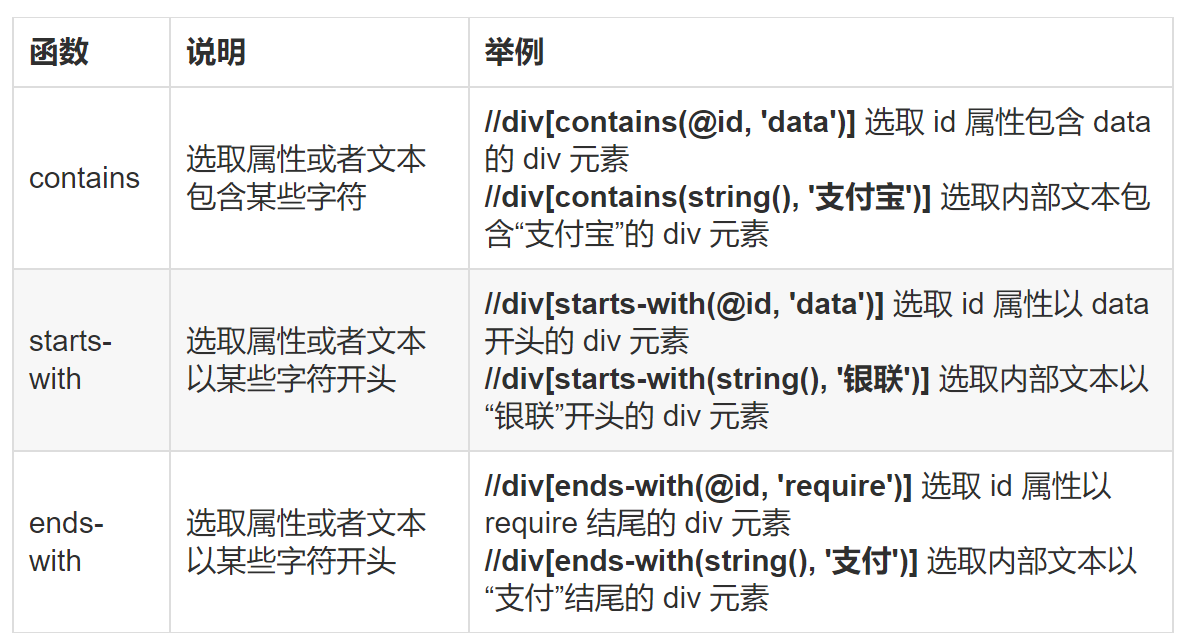 函数 说明 举例
contains
选取属性或者文本
包含某些字符
//div[contains(@id, 'data')] 选取 id 属性包含 data
的 div 元素
//div[contains(string(), '支付宝')] 选取内部文本包
含“支付宝”的 div 元素
starts-
with
选取属性或者文本
以某些字符开头
//div[starts-with(@id, 'data')] 选取 id 属性以 data
开头的 div 元素
//div[starts-with(string(), '银联')] 选取内部文本以
“银联”开头的 div 元素
ends-
with
选取属性或者文本
以某些字符开头
//div[ends-with(@id, 'require')] 选取 id 属性以
require 结尾的 div 元素
//div[ends-with(string(), '支付')] 选取内部文本以
“支付”结尾的 div 元素